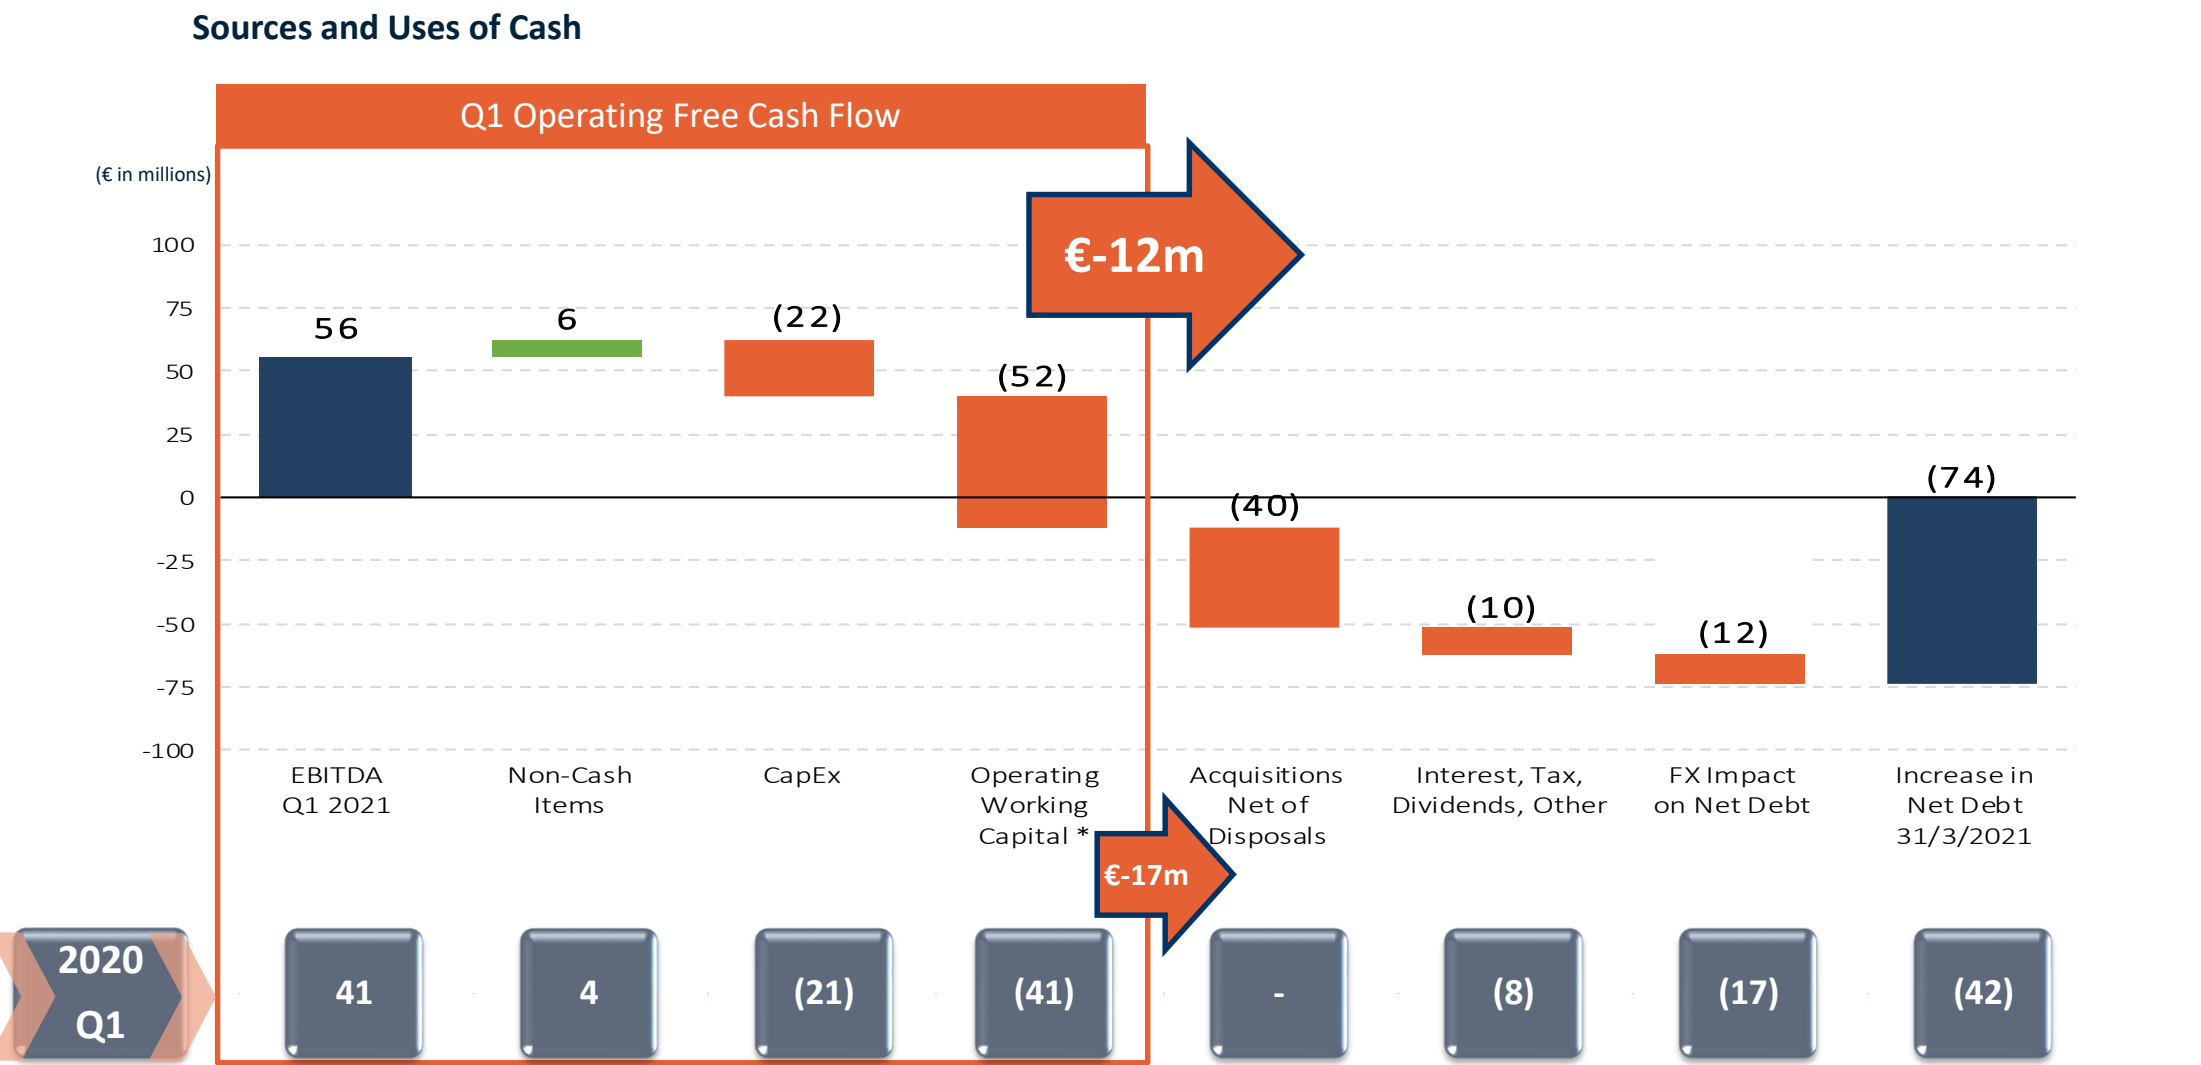 Sources and Uses of Cash
Q1 Operating Free Cash Flow
(€ in millions)
€-12m
100
75
50
25
0
-25
-50
-75
-100
56
6
(22)
(52)
(40)
(10)
(12)
(74)
EBITDA
Q1 2021
Non-Cash
Items
CapEx
Operating
Working
Capital *
Acquisitions
Net of
Disposals
Interest, Tax,
Dividends, Other
FX Impact
on Net Debt
Increase in
Net Debt
31/3/2021
€-17m
2020
Q1
41
4
(21)
(41)
-
(8)
(17)
(42)